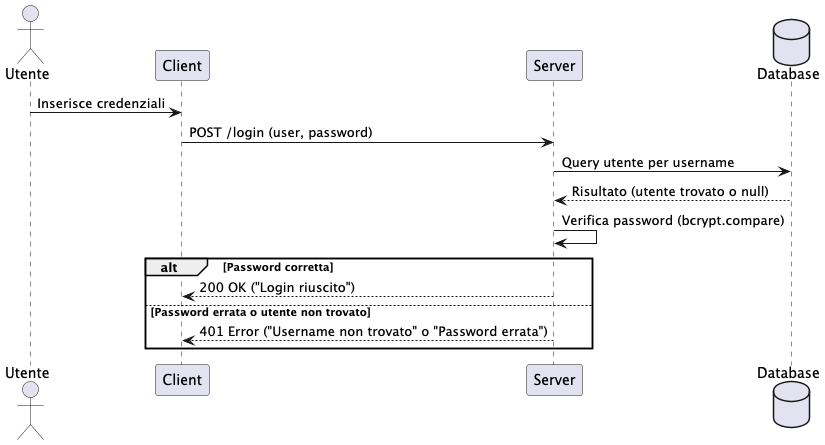 Utente
Client
Server
Database
Inserisce credenziali
POST /login (user, password)
Query utente per username
Risultato (utente trovato o null)
Verifica password (bcrypt.compare)
alt
[Password corretta]
200 OK ("Login riuscito")
[Password errata o utente non trovato]
401 Error ("Username non trovato" o "Password errata")
Utente
Client
Server
Database